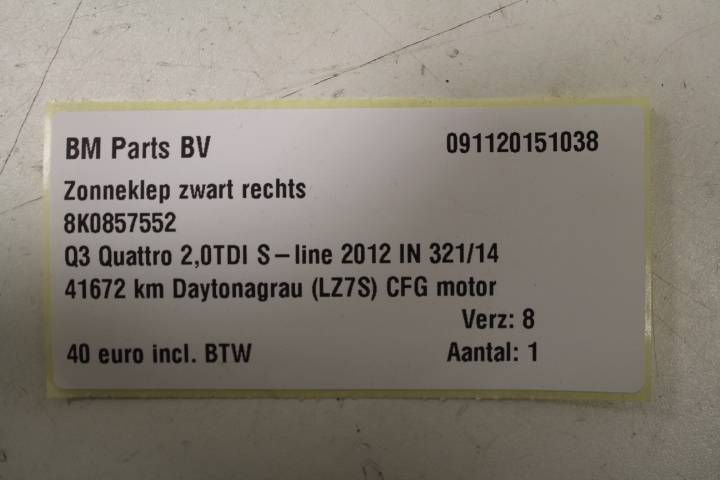 BM Parts BV 091120151038
Zonneklep zwart rechts
8K0857552
Q3 Quattro 2,0TDI S-line 2012 IN 321/14
41672 km Daytonagrau (LZ7S) CFG motor
Verz: 8
40 euro incl. BTW Aantal: 1